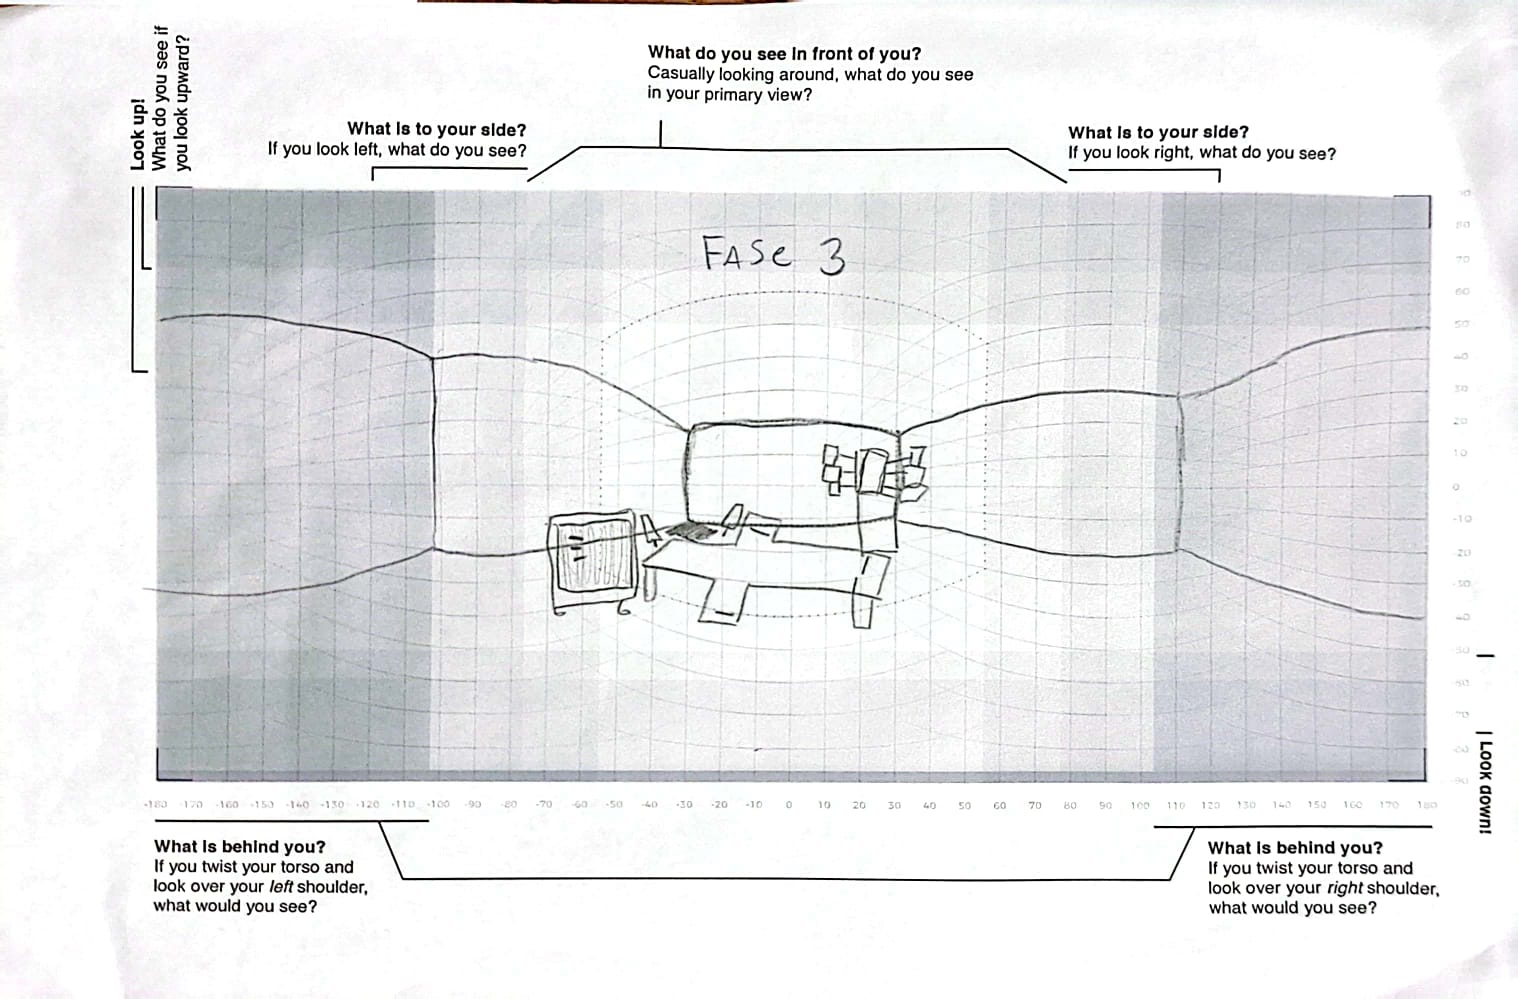 Look up!
What do you see if
you look upward?
What do you see in front of you?
Casually looking around, what do you see
in your primary view?
What is to your side?
If you look left, what do you see?
What is to your side?
If you look right, what do you see?
FASe 3
90
80
70
60
50
40
30
20
10
0
-10
-20
-30
-40
-50
-60
-70
-80
-90
Look down!
-180 -170 -160 -150 -140 -130 -120 -110 -100 -90 -80 -70 -60 -50 -40 -30 -20 -10 0 10 20 30 40 50 60 70 80 90 100 110 120 130 140 150 160 170 180
What is behind you?
If you twist your torso and
look over your left shoulder,
what would you see?
What is behind you?
If you twist your torso and
look over your right shoulder,
what would you see?